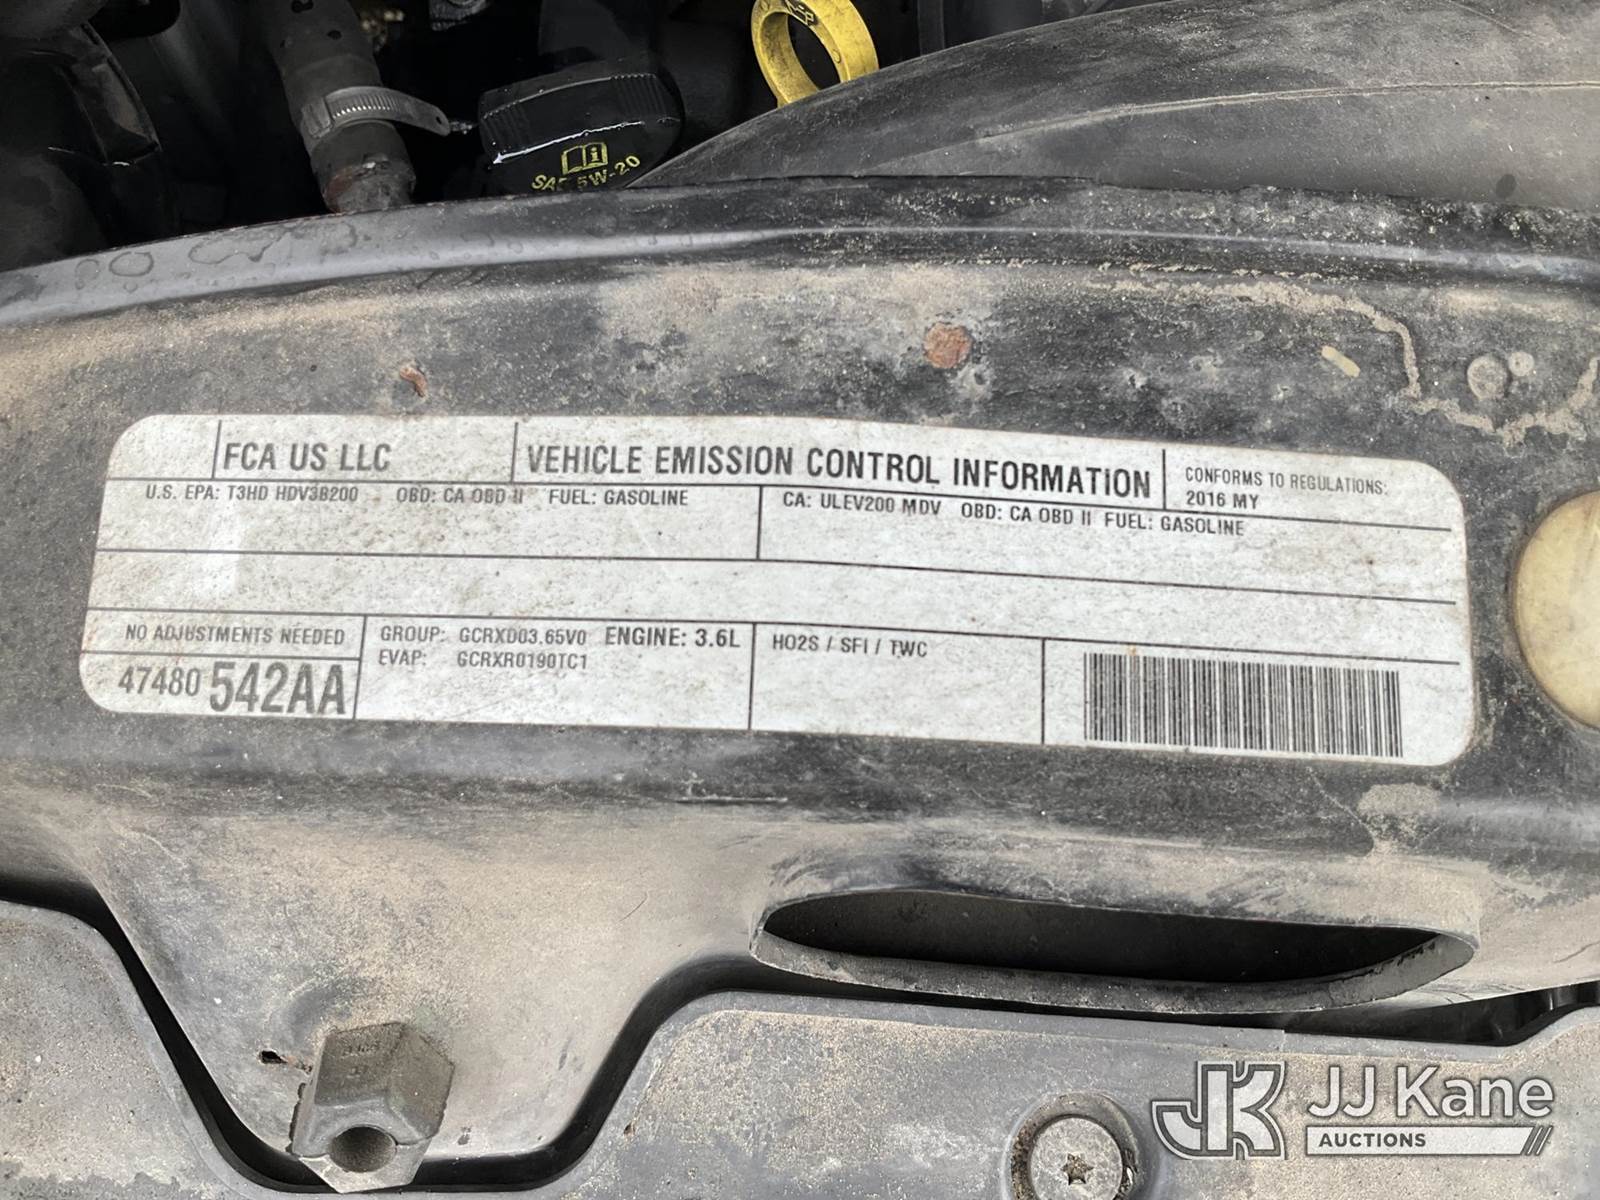 SAE 5W-20
FCA US LLC
VEHICLE EMISSION CONTROL INFORMATION
CONFORMS TO REGULATIONS:
2016 MY
U.S. EPA: T3HD HDV3B200 OBD: CA OBD II FUEL: GASOLINE
CA: ULEV200 MDV OBD: CA OBD II FUEL: GASOLINE
NO ADJUSTMENTS NEEDED
47480 542AA
GROUP: GCRXD03.65V0 ENGINE: 3.6L
EVAP: GCRXR0190TC1
HO2S / SFI / TWC
JK JJ Kane
AUCTIONS